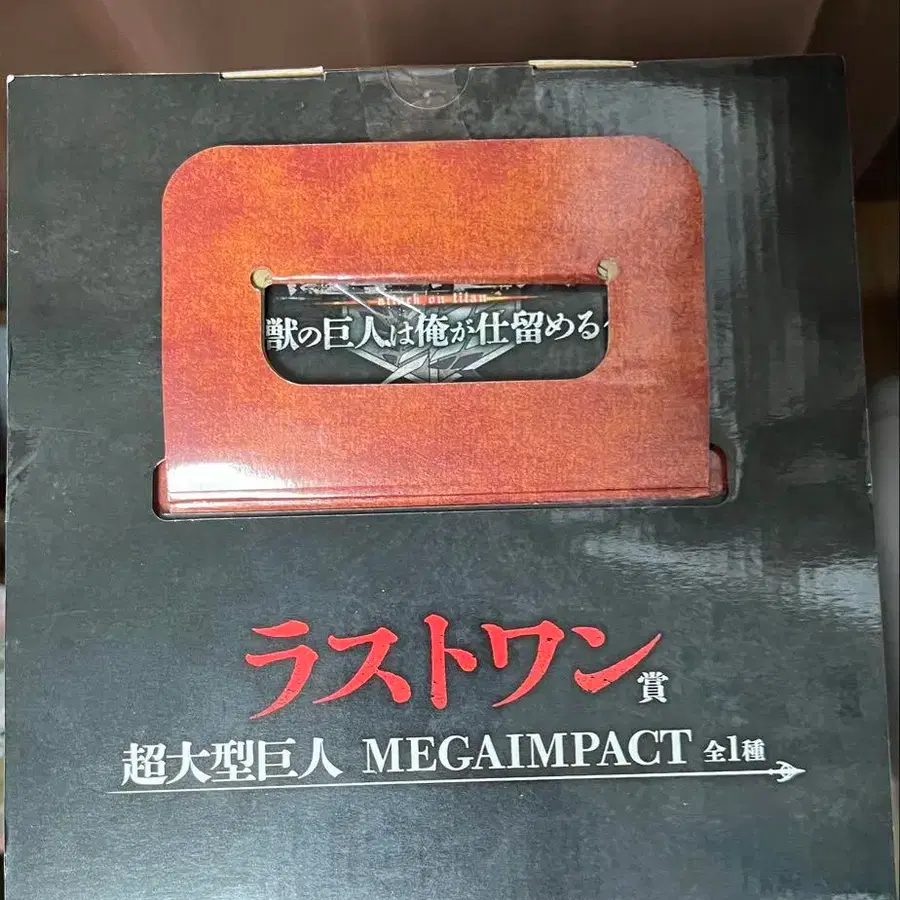 attack on titan
獣の巨人は俺が仕留める
ラストワン賞
超大型巨人 MEGAIMPACT 全1種